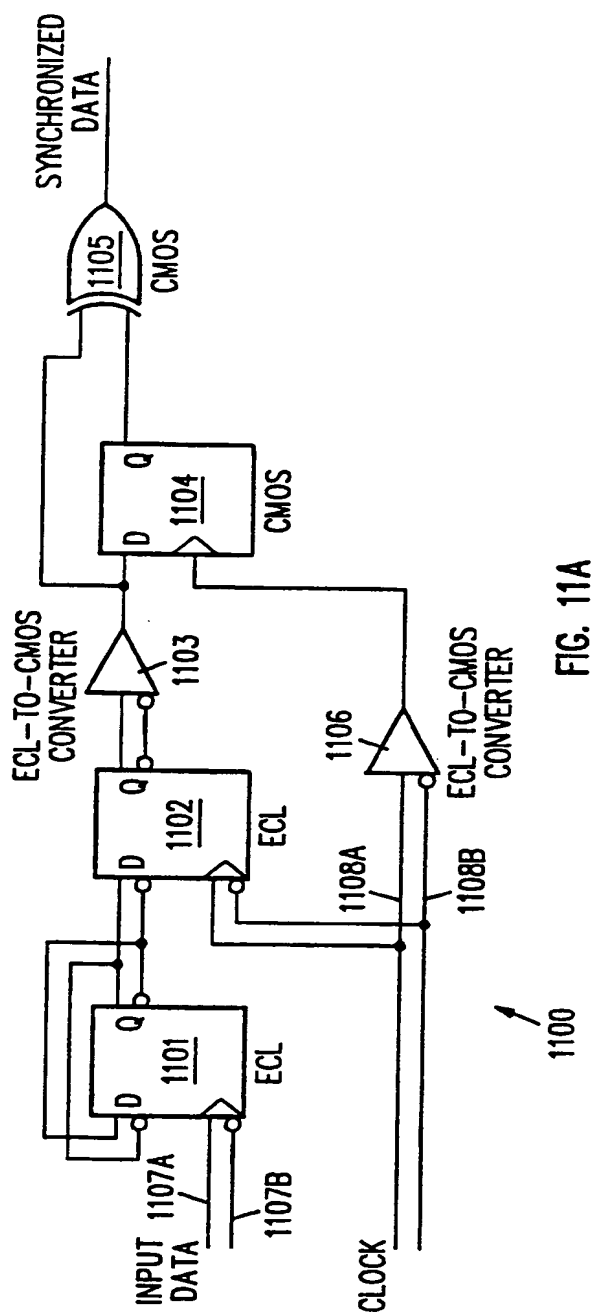 INPUT
DATA
1107A
1107B
D
Q
1101
ECL
D
Q
1102
ECL
ECL-TO-CMOS
CONVERTER
1103
D
Q
1104
CMOS
1105
CMOS
SYNCHRONIZED
DATA
CLOCK
1108A
1108B
1106
ECL-TO-CMOS
CONVERTER
1100
FIG. 11A